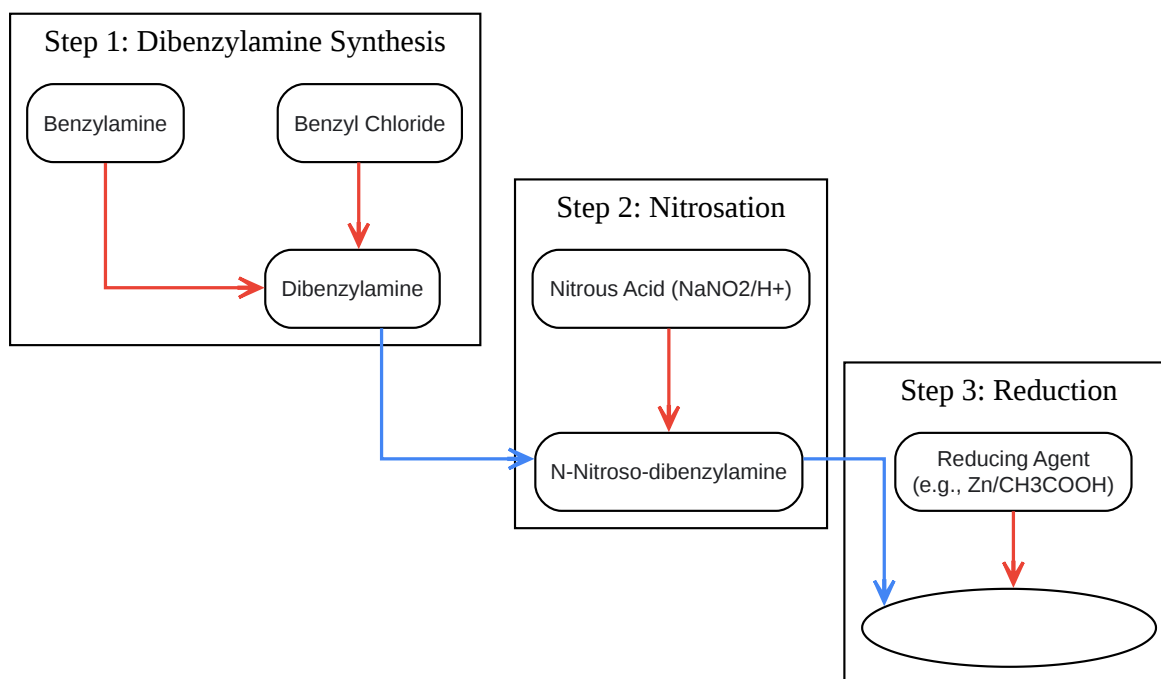 Step 1: Dibenzylamine Synthesis
Benzylamine
Benzyl Chloride
Dibenzylamine
Step 2: Nitrosation
Nitrous Acid (NaNO2/H+)
N-Nitroso-dibenzylamine
Step 3: Reduction
Reducing Agent
(e.g., Zn/CH3COOH)